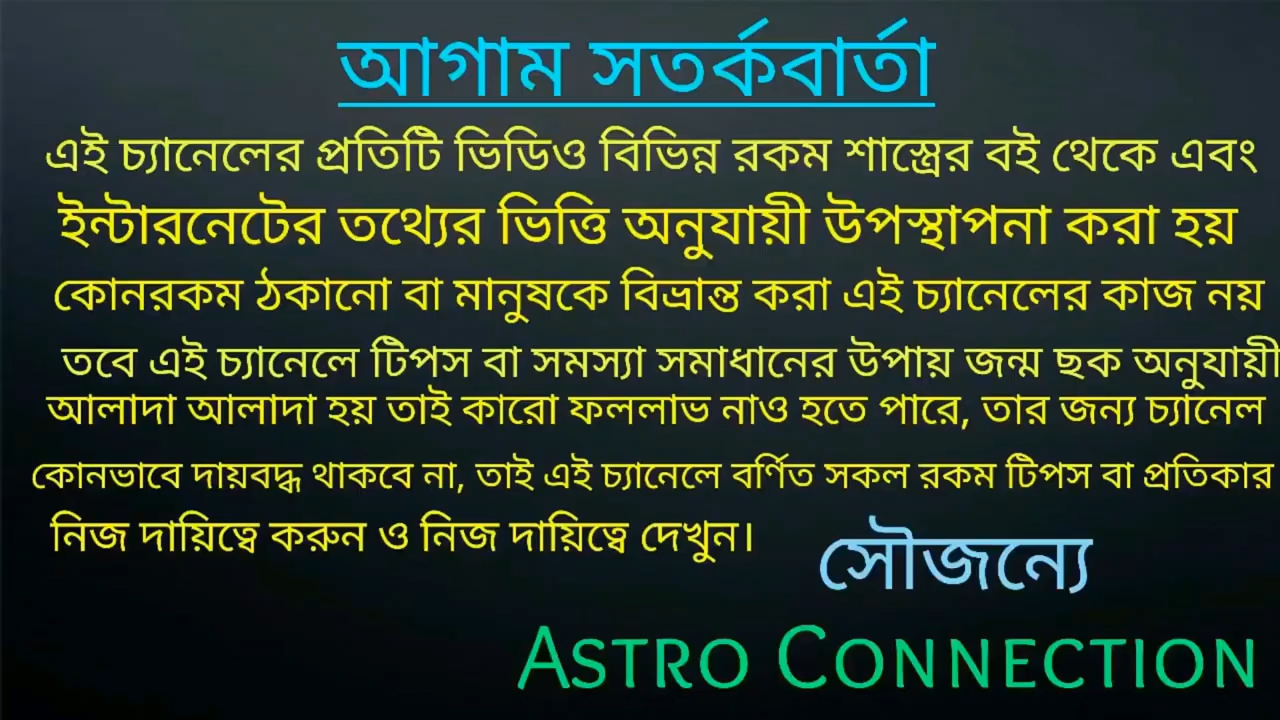 আগাম সতর্কবার্তা
এই চ্যানেলের প্রতিটি ভিডিও বিভিন্ন রকম শাস্ত্রের বই থেকে এবং
ইন্টারনেটের তথ্যের ভিত্তি অনুযায়ী উপস্থাপনা করা হয়
কোনরকম ঠকানো বা মানুষকে বিভ্রান্ত করা এই চ্যানেলের কাজ নয়
তবে এই চ্যানেলে টিপস বা সমস্যা সমাধানের উপায় জন্ম ছক অনুযায়ী
আলাদা আলাদা হয় তাই কারো ফললাভ নাও হতে পারে, তার জন্য চ্যানেল
কোনভাবে দায়বদ্ধ থাকবে না, তাই এই চ্যানেলে বর্ণিত সকল রকম টিপস বা প্রতিকার
নিজ দায়িত্বে করুন ও নিজ দায়িত্বে দেখুন।
সৌজন্যে
ASTRO CONNECTION